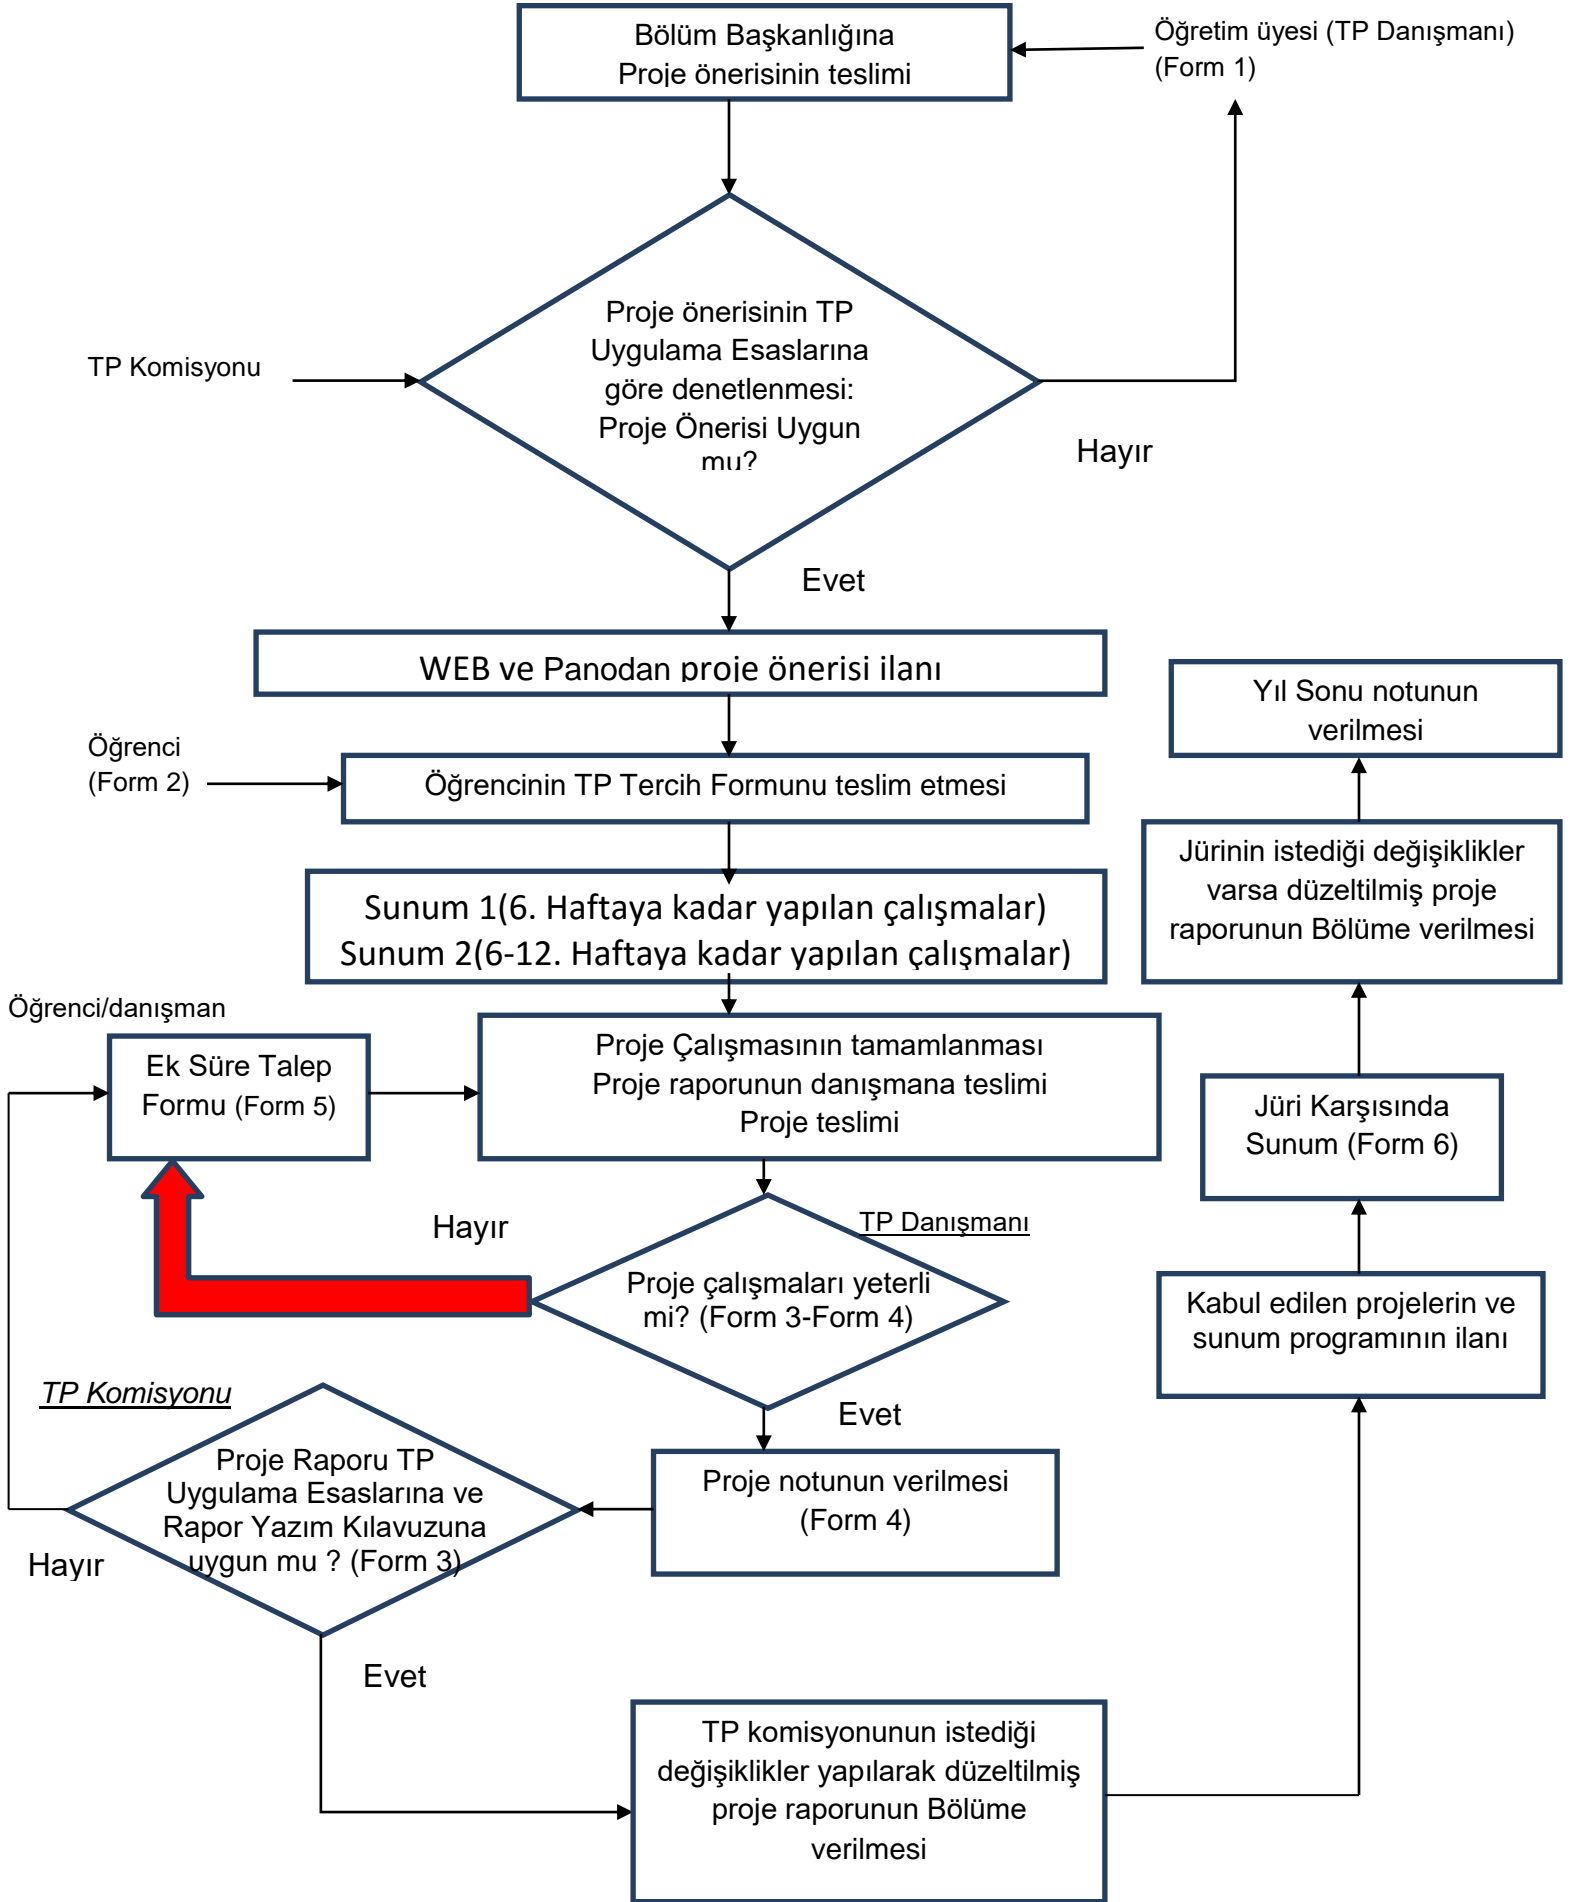 Bölüm Başkanlığına
Proje önerisinin teslimi
Öğretim üyesi (TP Danışmanı)
(Form 1)
Proje önerisinin TP
Uygulama Esaslarına
göre denetlenmesi:
Proje Önerisi Uygun
mu?
TP Komisyonu
Hayır
Evet
WEB ve Panodan proje önerisi ilanı
Öğrenci
(Form 2)
Öğrencinin TP Tercih Formunu teslim etmesi
Sunum 1(6. Haftaya kadar yapılan çalışmalar)
Sunum 2(6-12. Haftaya kadar yapılan çalışmalar)
Öğrenci/danışman
Ek Süre Talep
Formu (Form 5)
Proje Çalışmasının tamamlanması
Proje raporunun danışmana teslimi
Proje teslimi
Hayır
TP Danışmanı
Proje çalışmaları yeterli
mi? (Form 3-Form 4)
Evet
Proje notunun verilmesi
(Form 4)
TP Komisyonu
Proje Raporu TP
Uygulama Esaslarına ve
Rapor Yazım Kılavuzuna
uygun mu ? (Form 3)
Hayır
Evet
TP komisyonunun istediği
değişiklikler yapılarak düzeltilmiş
proje raporunun Bölüme
verilmesi
Kabul edilen projelerin ve
sunum programının ilanı
Jüri Karşısında
Sunum (Form 6)
Jürinin istediği değişiklikler
varsa düzeltilmiş proje
raporunun Bölüme verilmesi
Yıl Sonu notunun
verilmesi